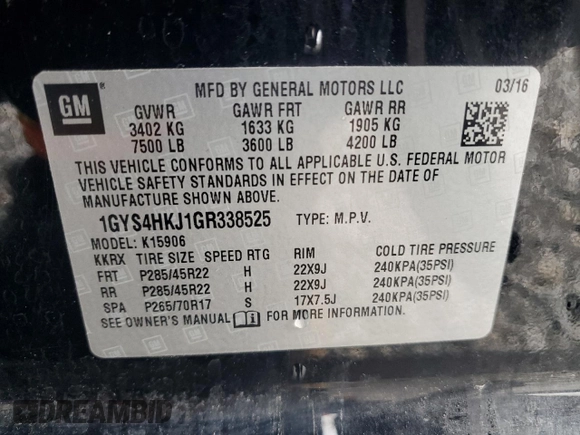 GM ®
MFD BY GENERAL MOTORS LLC 03/16
GVWR GAWR FRT GAWR RR
3402 KG 1633 KG 1905 KG
7500 LB 3600 LB 4200 LB
THIS VEHICLE CONFORMS TO ALL APPLICABLE U.S. FEDERAL MOTOR
VEHICLE SAFETY STANDARDS IN EFFECT ON THE DATE OF
MANUFACTURE SHOWN ABOVE.
1GYS4HKJ1GR338525 TYPE: M.P.V.
MODEL: K15906
KKRX TIRE SIZE SPEED RTG RIM COLD TIRE PRESSURE
FRT P285/45R22 H 22X9J 240KPA(35PSI)
RR P285/45R22 H 22X9J 240KPA(35PSI)
SPA P265/70R17 S 17X7.5J 240KPA(35PSI)
SEE OWNER'S MANUAL FOR MORE INFORMATION.
DREAMBID